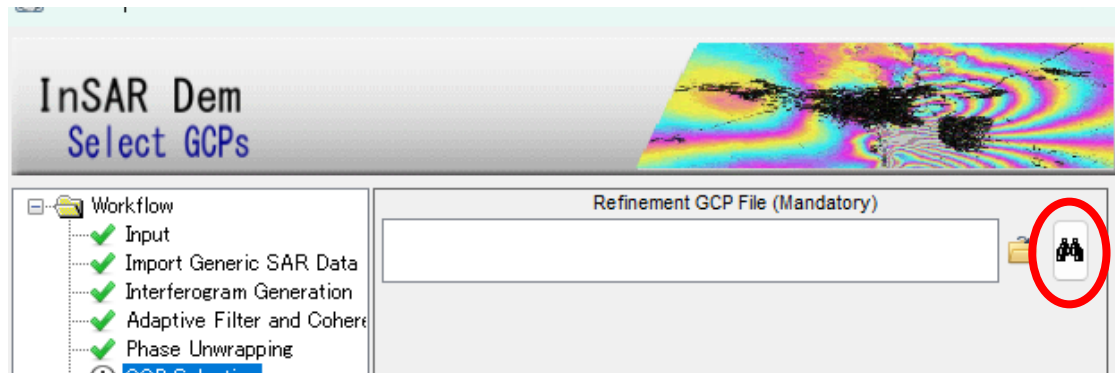 InSAR Dem
Select GCPs
Workflow
Refinement GCP File (Mandatory)
Input
Import Generic SAR Data
Interferogram Generation
Adaptive Filter and Cohere
Phase Unwrapping